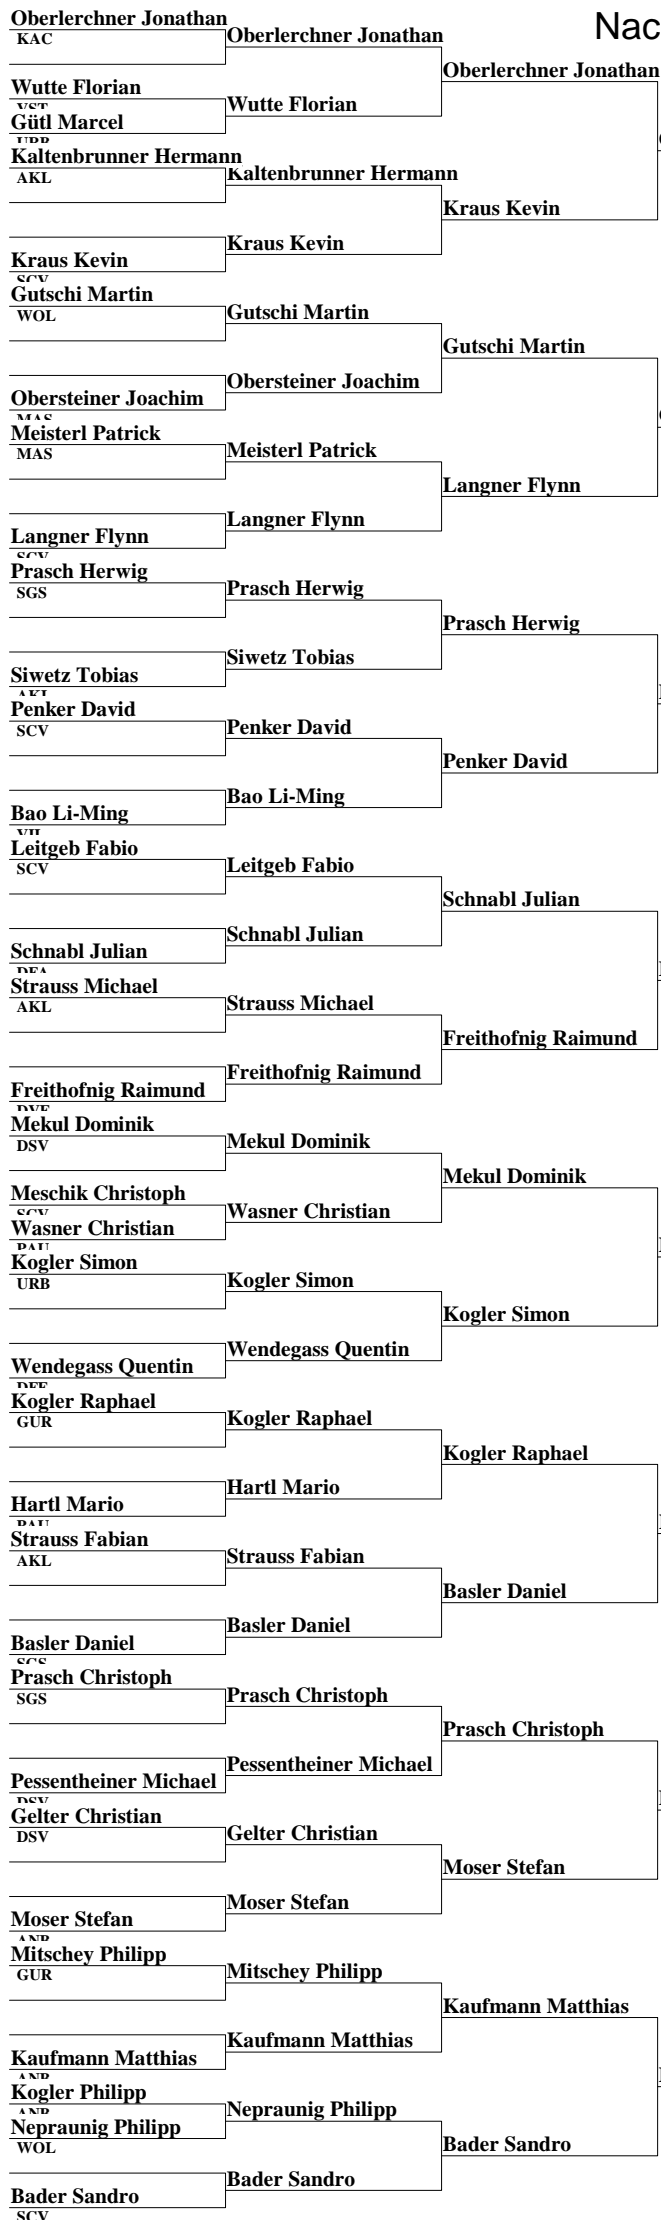 Nac
Oberlerchner Jonathan
KAC
Wutte Florian
Gütl Marcel
Kaltenbrunner Hermann
AKL
Kraus Kevin
SCV
Gutschi Martin
WOL
Obersteiner Joachim
MAS
Meisterl Patrick
MAS
Langner Flynn
SCV
Prasch Herwig
SGS
Siwetz Tobias
AKL
Penker David
SCV
Bao Li-Ming
Leitgeb Fabio
SCV
Schnabl Julian
Strauss Michael
AKL
Freithofnig Raimund
Mekul Dominik
DSV
Meschik Christoph
SCV
Wasner Christian
Kogler Simon
URB
Wendegass Quentin
Kogler Raphael
GUR
Hartl Mario
Strauss Fabian
AKL
Basler Daniel
SGS
Prasch Christoph
SGS
Pessentheiner Michael
DSV
Gelter Christian
DSV
Moser Stefan
Mitschey Philipp
GUR
Kaufmann Matthias
Kogler Philipp
Nepraunig Philipp
WOL
Bader Sandro
SCV
Oberlerchner Jonathan
Wutte Florian
Kaltenbrunner Hermann
Kraus Kevin
Gutschi Martin
Obersteiner Joachim
Meisterl Patrick
Langner Flynn
Prasch Herwig
Siwetz Tobias
Penker David
Bao Li-Ming
Leitgeb Fabio
Schnabl Julian
Strauss Michael
Freithofnig Raimund
Mekul Dominik
Wasner Christian
Kogler Simon
Wendegass Quentin
Kogler Raphael
Hartl Mario
Strauss Fabian
Basler Daniel
Prasch Christoph
Pessentheiner Michael
Gelter Christian
Moser Stefan
Mitschey Philipp
Kaufmann Matthias
Nepraunig Philipp
Bader Sandro
Oberlerchner Jonathan
Kraus Kevin
Gutschi Martin
Langner Flynn
Prasch Herwig
Penker David
Schnabl Julian
Freithofnig Raimund
Mekul Dominik
Kogler Simon
Kogler Raphael
Basler Daniel
Prasch Christoph
Moser Stefan
Kaufmann Matthias
Bader Sandro